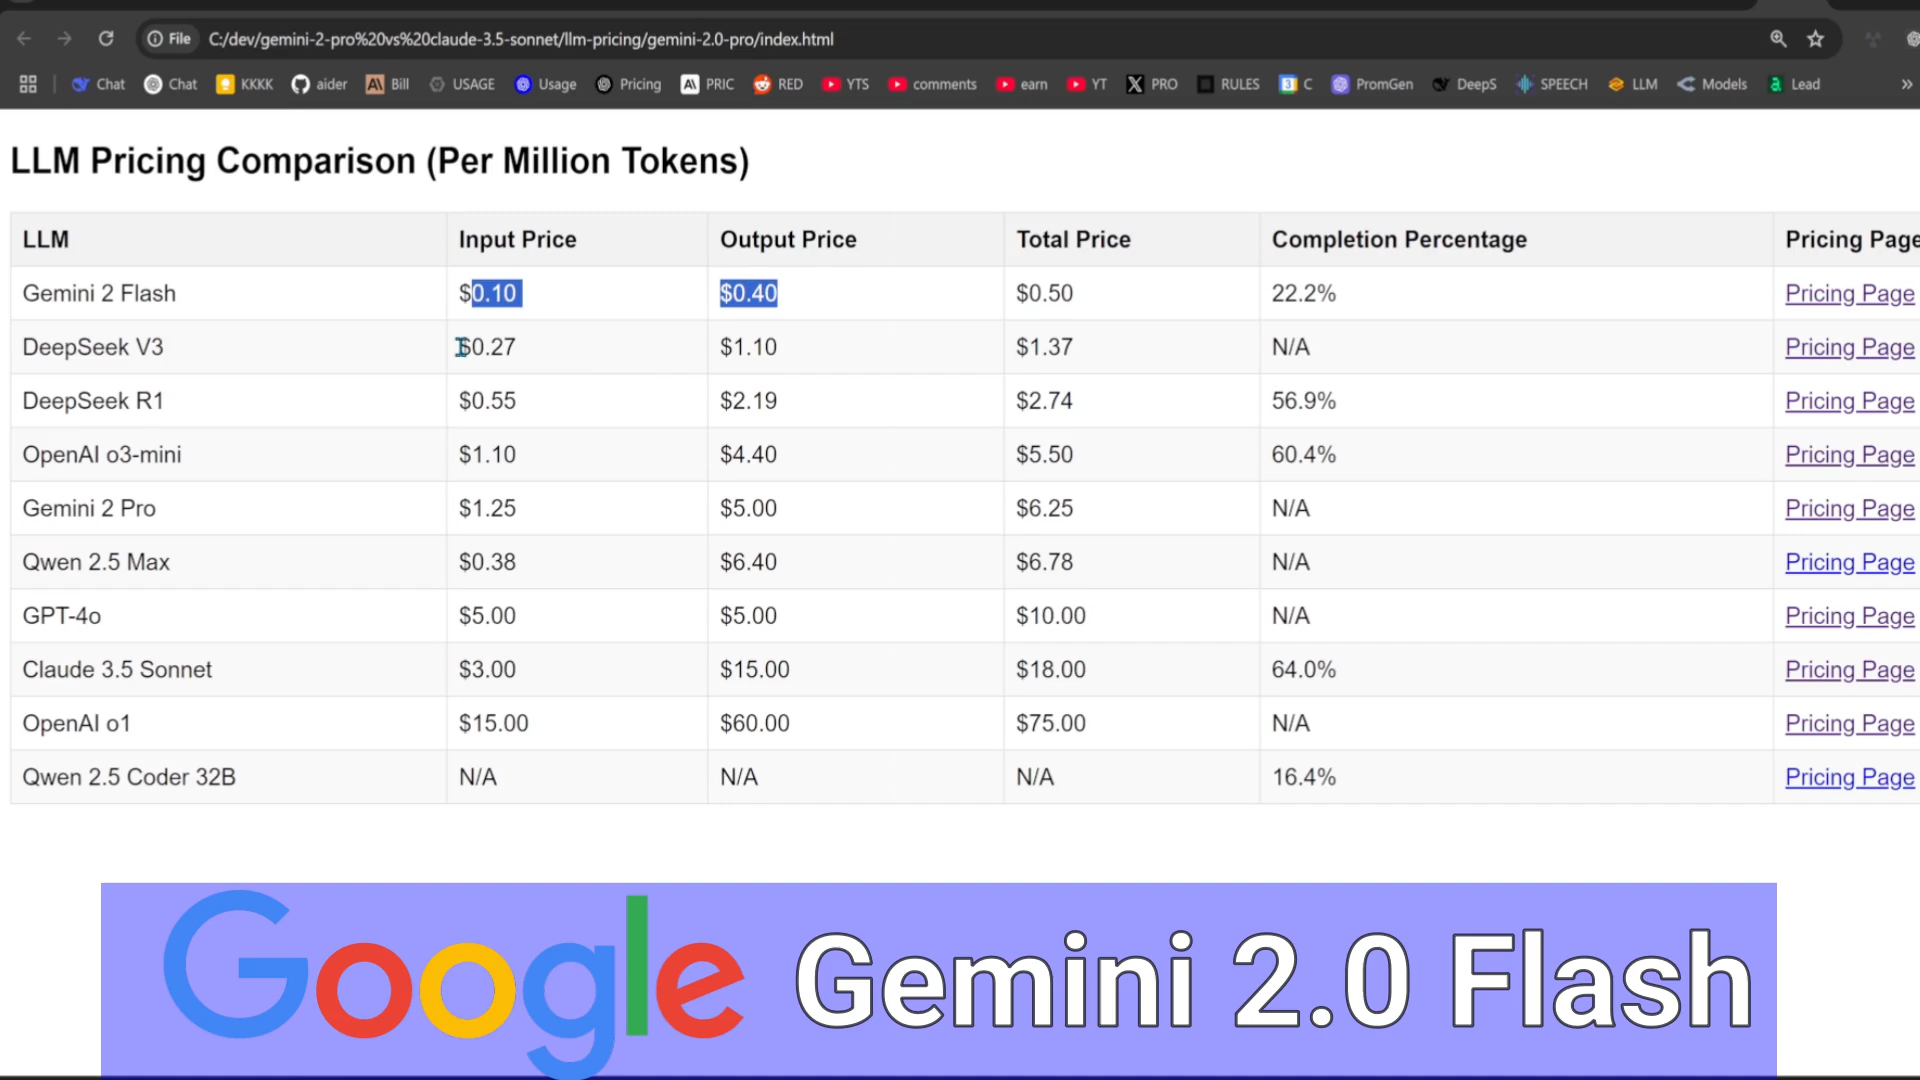 File C:/dev/gemini-2-pro%20vs%20claude-3.5-sonnet/llm-pricing/gemini-2.0-pro/index.html
Chat Chat KKKK aider Bill USAGE Usage Pricing PRIC RED YTS comments earn YT PRO RULES C PromGen DeepS SPEECH LLM Models Lead »
LLM Pricing Comparison (Per Million Tokens)
LLM Input Price Output Price Total Price Completion Percentage Pricing Page
Gemini 2 Flash $0.10 $0.40 $0.50 22.2% Pricing Page
DeepSeek V3 $0.27 $1.10 $1.37 N/A Pricing Page
DeepSeek R1 $0.55 $2.19 $2.74 56.9% Pricing Page
OpenAI o3-mini $1.10 $4.40 $5.50 60.4% Pricing Page
Gemini 2 Pro $1.25 $5.00 $6.25 N/A Pricing Page
Qwen 2.5 Max $0.38 $6.40 $6.78 N/A Pricing Page
GPT-4o $5.00 $5.00 $10.00 N/A Pricing Page
Claude 3.5 Sonnet $3.00 $15.00 $18.00 64.0% Pricing Page
OpenAI o1 $15.00 $60.00 $75.00 N/A Pricing Page
Qwen 2.5 Coder 32B N/A N/A N/A 16.4% Pricing Page
Google Gemini 2.0 Flash